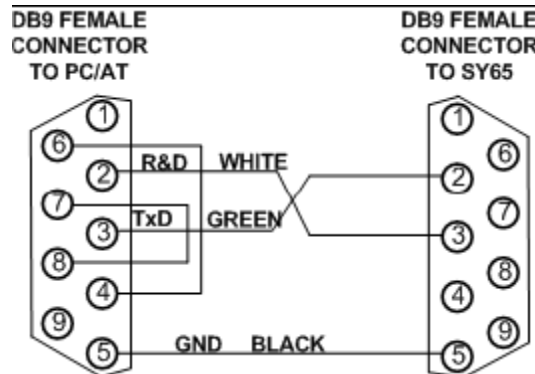 DB9 FEMALE
CONNECTOR
TO PC/AT
DB9 FEMALE
CONNECTOR
TO SY65
1
6
2
7
3
8
4
9
5
R&D WHITE
TxD GREEN
GND BLACK
1
6
2
7
3
8
4
9
5